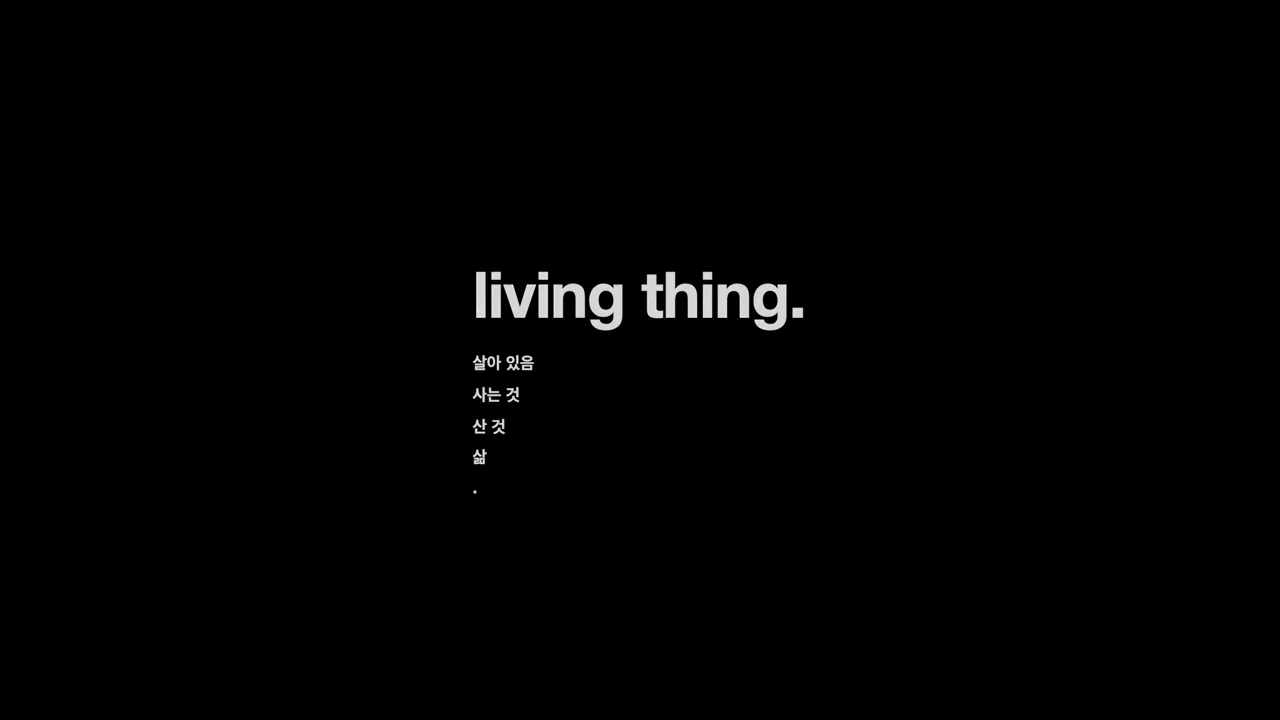 living thing.
살아 있음
사는 것
산 것
삶
.